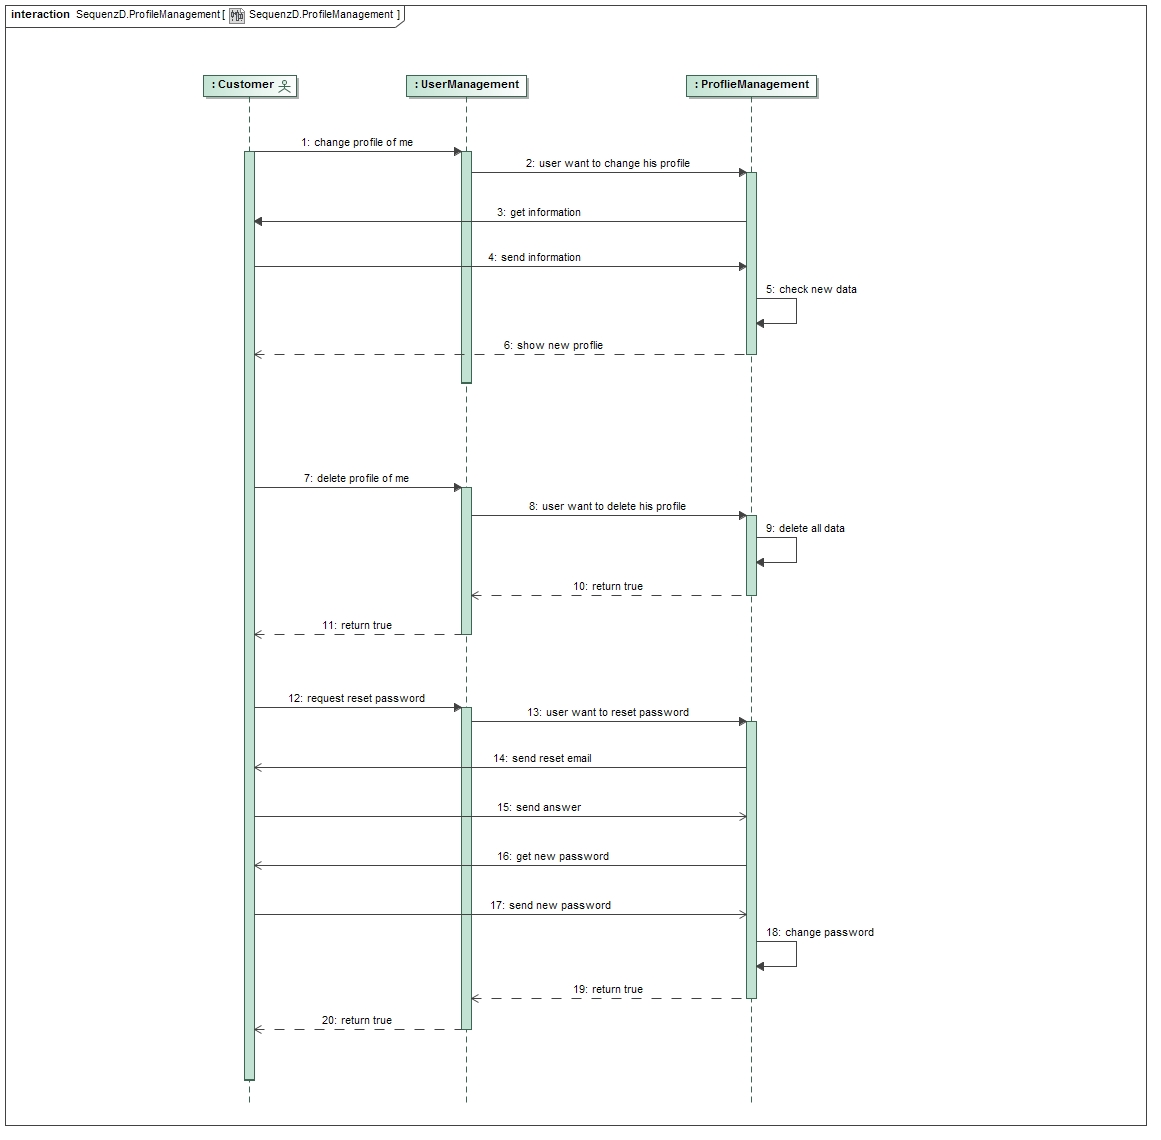 interaction SequenzD.ProfileManagement [ SequenzD.ProfileManagement ]
: Customer
: UserManagement
: ProflieManagement
1: change profile of me
2: user want to change his profile
3: get information
4: send information
5: check new data
6: show new proflie
7: delete profile of me
8: user want to delete his profile
9: delete all data
10: return true
11: return true
12: request reset password
13: user want to reset password
14: send reset email
15: send answer
16: get new password
17: send new password
18: change password
19: return true
20: return true